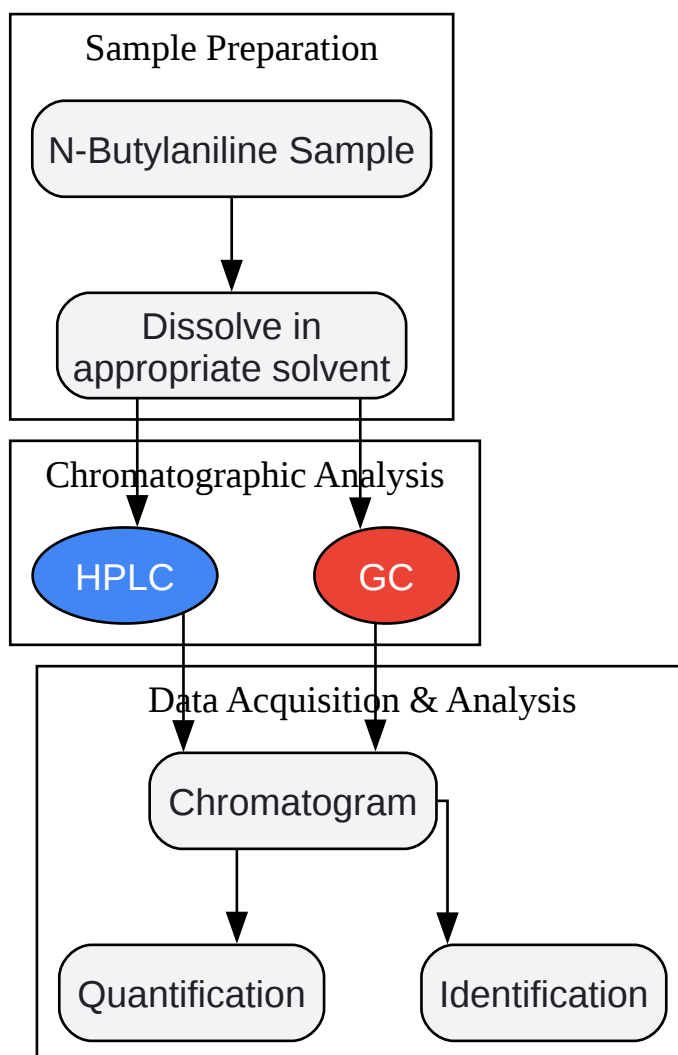 Sample Preparation
N-Butylaniline Sample
Dissolve in
appropriate solvent
Chromatographic Analysis
HPLC
GC
Data Acquisition & Analysis
Chromatogram
Quantification
Identification